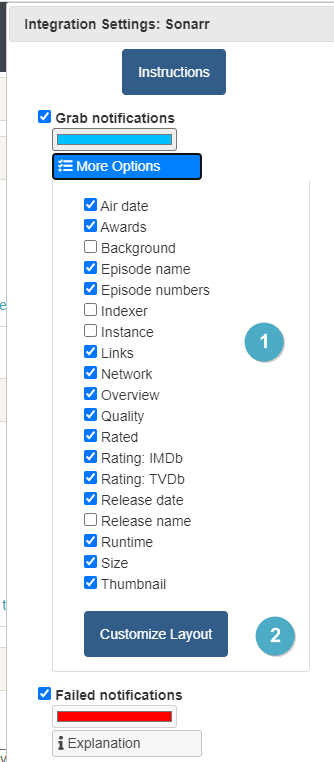 Integration Settings: Sonarr
Instructions
Grab notifications
More Options
Air date
Awards
Background
Episode name
Episode numbers
Indexer
Instance
1
Links
Network
Overview
Quality
Rated
Rating: IMDb
Rating: TVDb
Release date
Release name
Runtime
Size
Thumbnail
Customize Layout
2
Failed notifications
Explanation